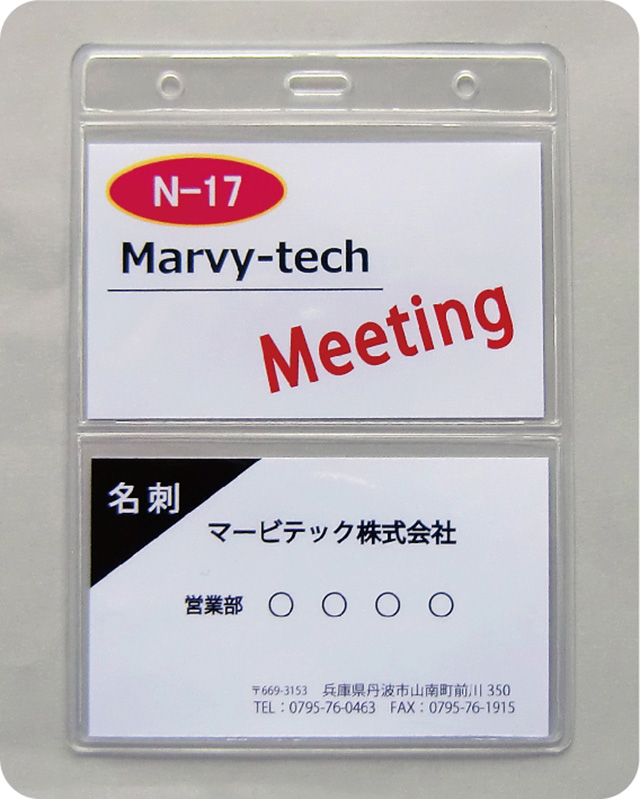 N-17
Marvy-tech
Meeting
名刺
マービテック株式会社
営業部 ○ ○ ○ ○
〒669-3153 兵庫県丹波市山南町前川 350
TEL：0795-76-0463 FAX：0795-76-1915